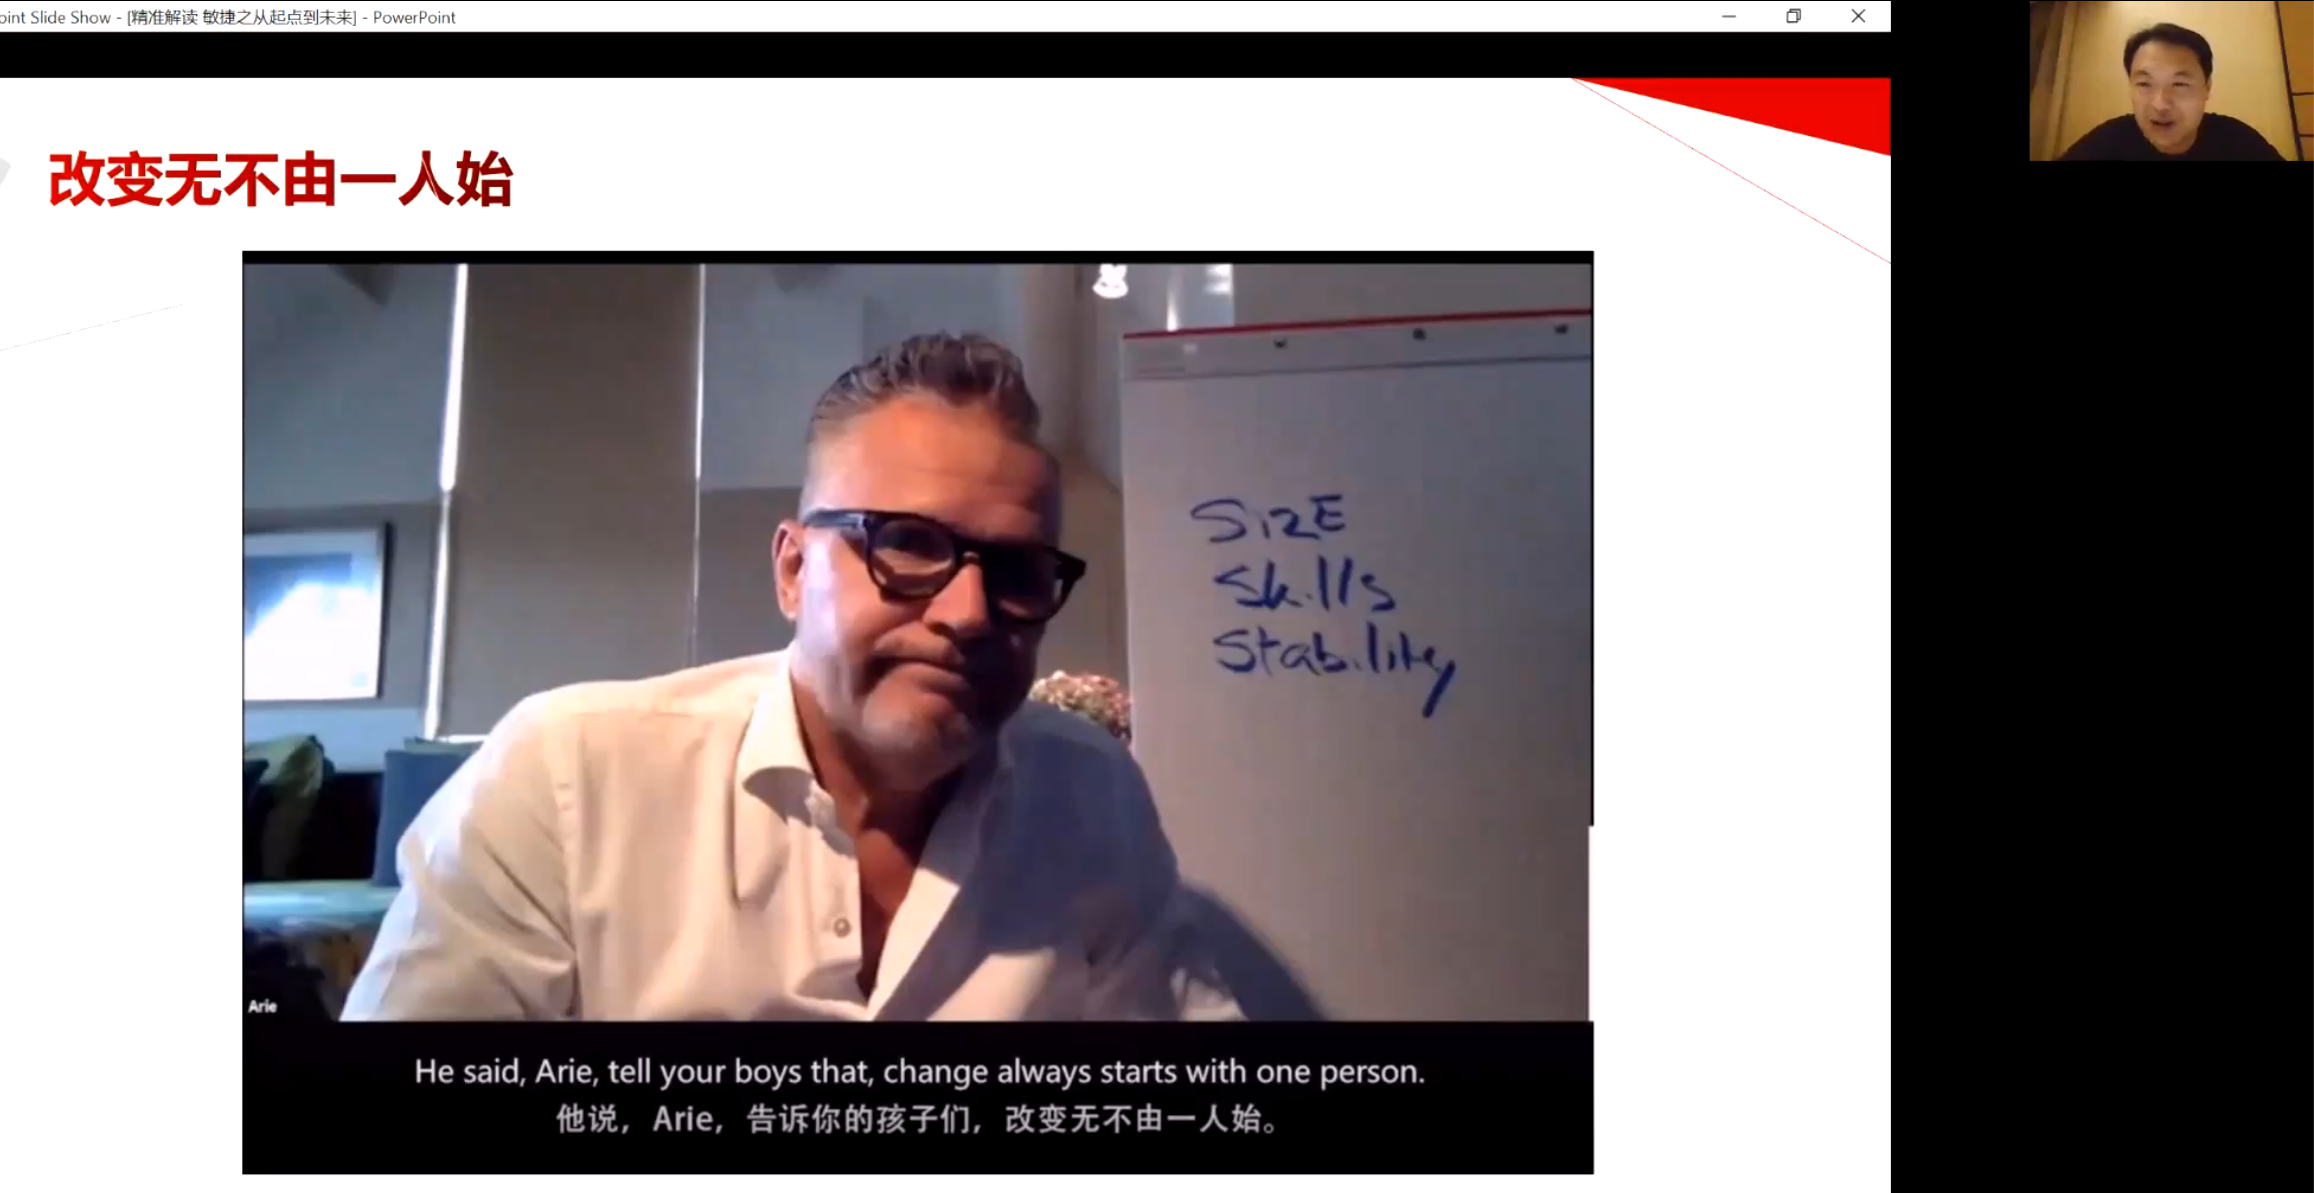 oint Slide Show - [精准解读 敏捷之从起点到未来] - PowerPoint
改变无不由一人始
SizE
Skills
Stability
Arie
He said, Arie, tell your boys that, change always starts with one person.
他说，Arie，告诉你的孩子们，改变无不由一人始。